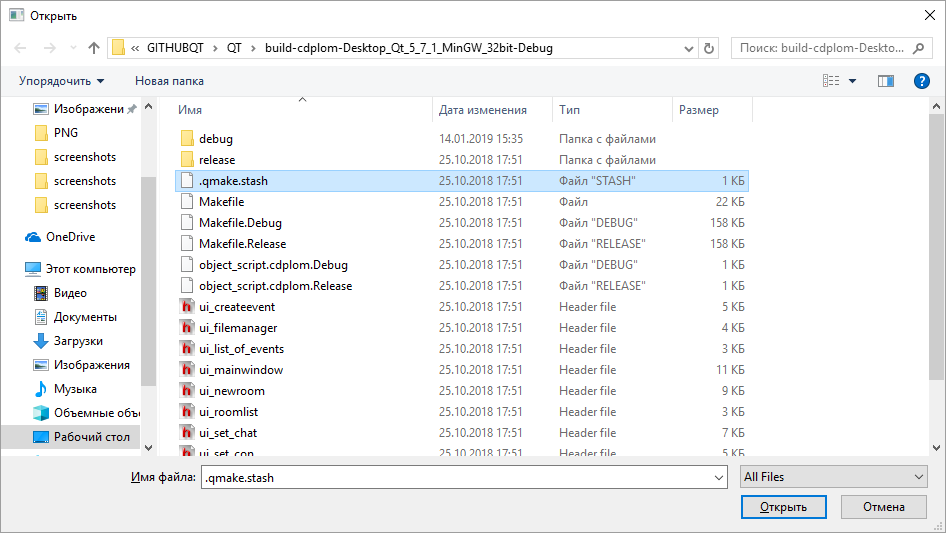 Открыть
« GITHUBQT › QT › build-cdplom-Desktop_Qt_5_7_1_MinGW_32bit-Debug
Поиск: build-cdplom-Deskto...
Упорядочить
Новая папка
?
Изображени
PNG
screenshots
screenshots
screenshots
OneDrive
Этот компьютер
Видео
Документы
Загрузки
Изображения
Музыка
Объемные объ
Рабочий стол
Имя Дата изменения Тип Размер
debug 14.01.2019 15:35 Папка с файлами
release 25.10.2018 17:51 Папка с файлами
.qmake.stash 25.10.2018 17:51 Файл "STASH" 1 КБ
Makefile 25.10.2018 17:51 Файл 22 КБ
Makefile.Debug 25.10.2018 17:51 Файл "DEBUG" 158 КБ
Makefile.Release 25.10.2018 17:51 Файл "RELEASE" 158 КБ
object_script.cdplom.Debug 25.10.2018 17:51 Файл "DEBUG" 1 КБ
object_script.cdplom.Release 25.10.2018 17:51 Файл "RELEASE" 1 КБ
ui_createevent 25.10.2018 17:51 Header file 5 КБ
ui_filemanager 25.10.2018 17:51 Header file 4 КБ
ui_list_of_events 25.10.2018 17:51 Header file 3 КБ
ui_mainwindow 25.10.2018 17:51 Header file 11 КБ
ui_newroom 25.10.2018 17:51 Header file 9 КБ
ui_roomlist 25.10.2018 17:51 Header file 3 КБ
ui_set_chat 25.10.2018 17:51 Header file 7 КБ
ui_set_con 25.10.2018 17:51 Header file 5 КБ
Имя файла: .qmake.stash
All Files
Открыть
Отмена